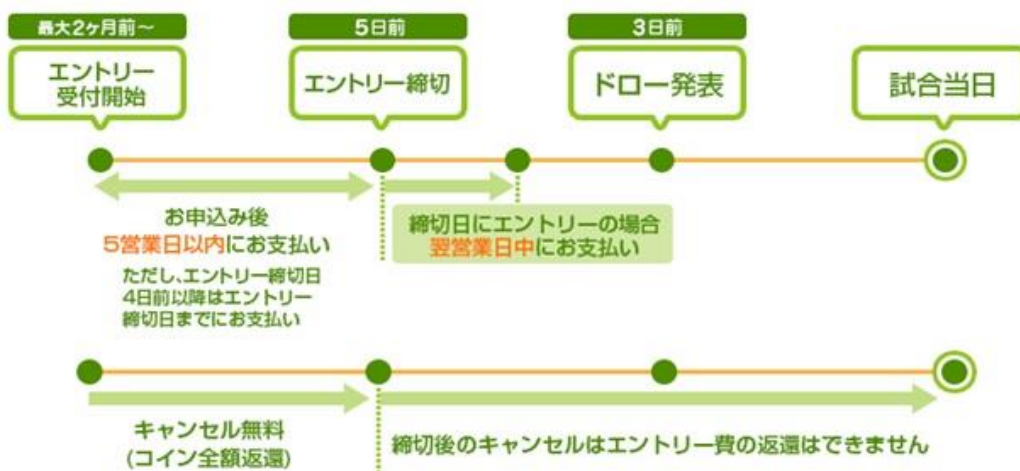 最大2ヶ月前～
エントリー
受付開始
5日前
エントリー締切
3日前
ドロー発表
試合当日
お申込み後
5営業日以内にお支払い
ただし、エントリー締切日
4日前以降はエントリー
締切日までにお支払い
締切日にエントリーの場合
翌営業日中にお支払い
キャンセル無料
(コイン全額返還)
締切後のキャンセルはエントリー費の返還はできません